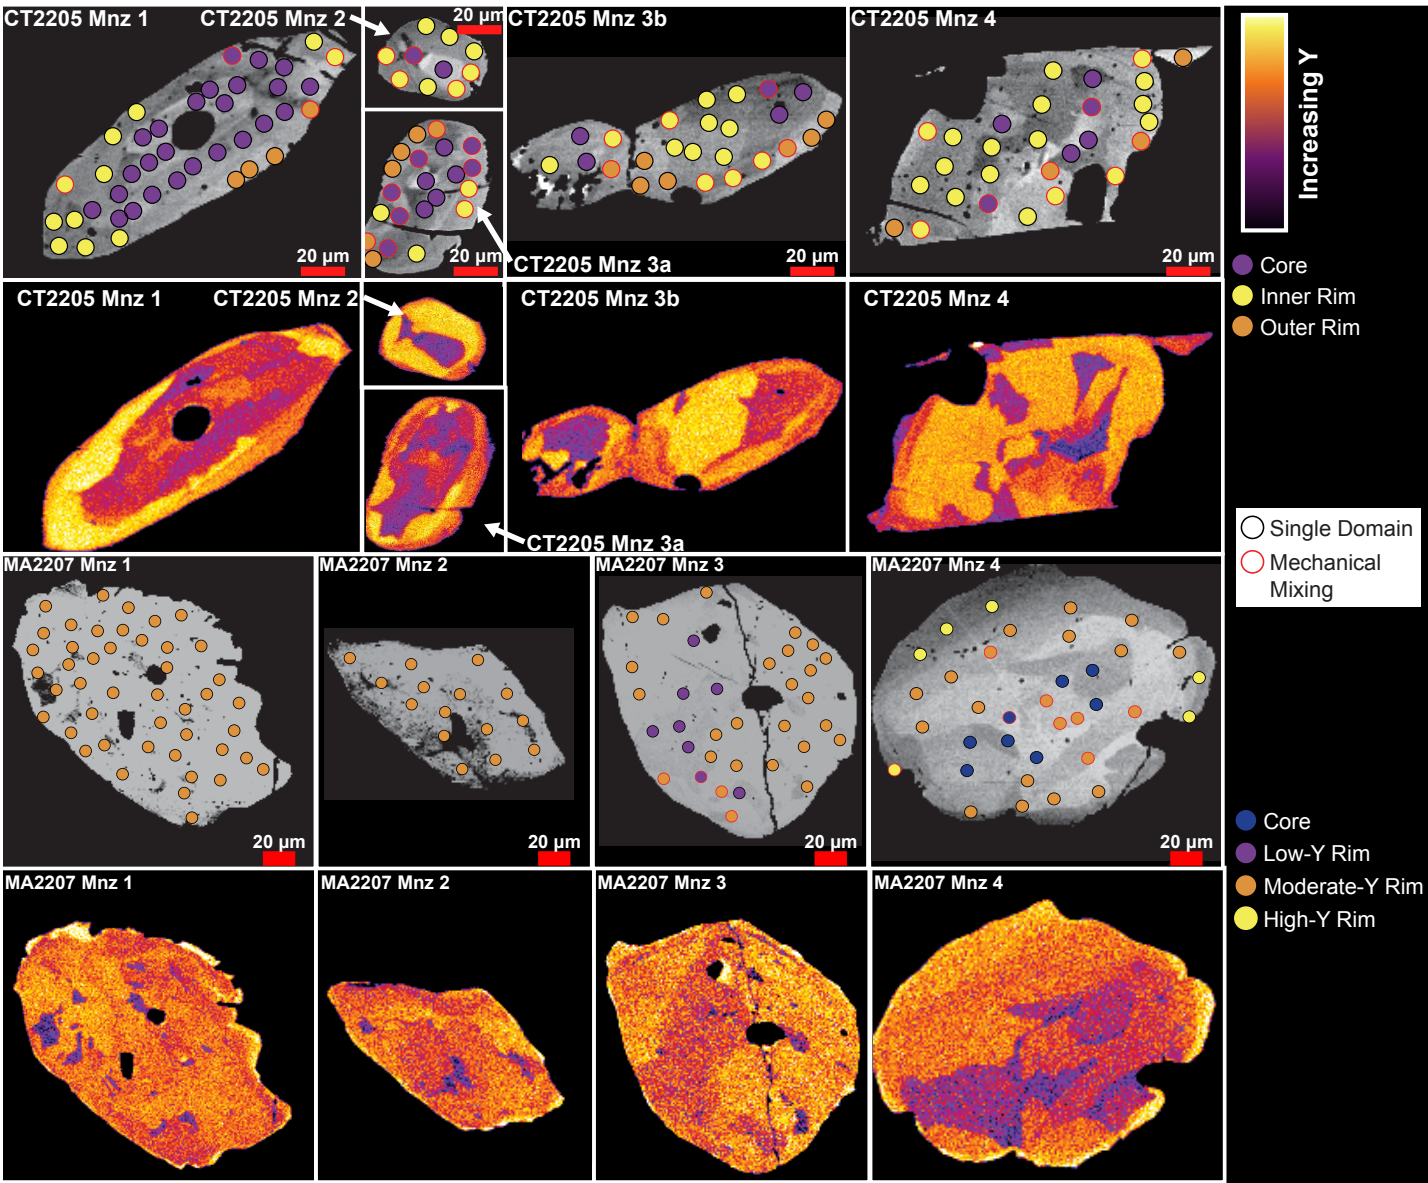 CT2205 Mnz 1
CT2205 Mnz 2
20 µm
CT2205 Mnz 3b
CT2205 Mnz 4
20 µm
20 µm
CT2205 Mnz 3a
20 µm
20 µm
Increasing Y
Core
Inner Rim
Outer Rim
CT2205 Mnz 1
CT2205 Mnz 2
CT2205 Mnz 3b
CT2205 Mnz 4
CT2205 Mnz 3a
Single Domain
Mechanical
Mixing
MA2207 Mnz 1
MA2207 Mnz 2
MA2207 Mnz 3
MA2207 Mnz 4
20 µm
20 µm
20 µm
20 µm
Core
Low-Y Rim
Moderate-Y Rim
High-Y Rim
MA2207 Mnz 1
MA2207 Mnz 2
MA2207 Mnz 3
MA2207 Mnz 4